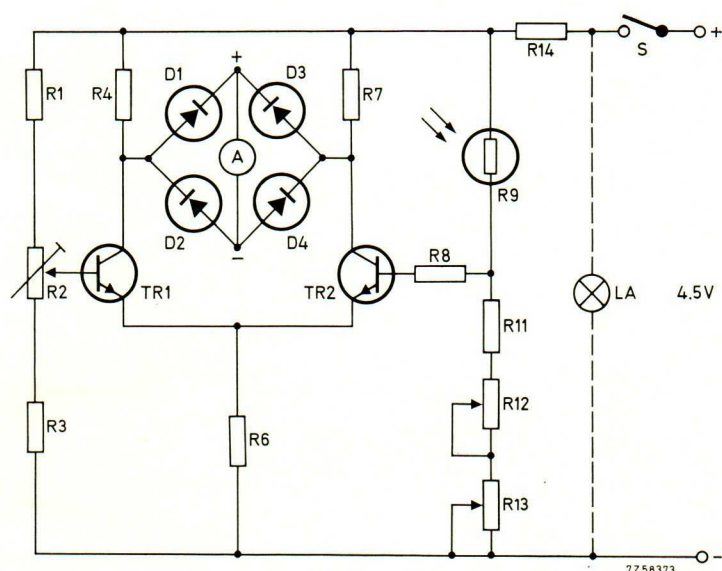 R14
S
+
+
D1
D3
R1
R4
R7
A
R9
D2
D4
R8
R2
TR1
TR2
−
LA
4.5V
R11
R12
R3
R6
R13
−
7Z58373